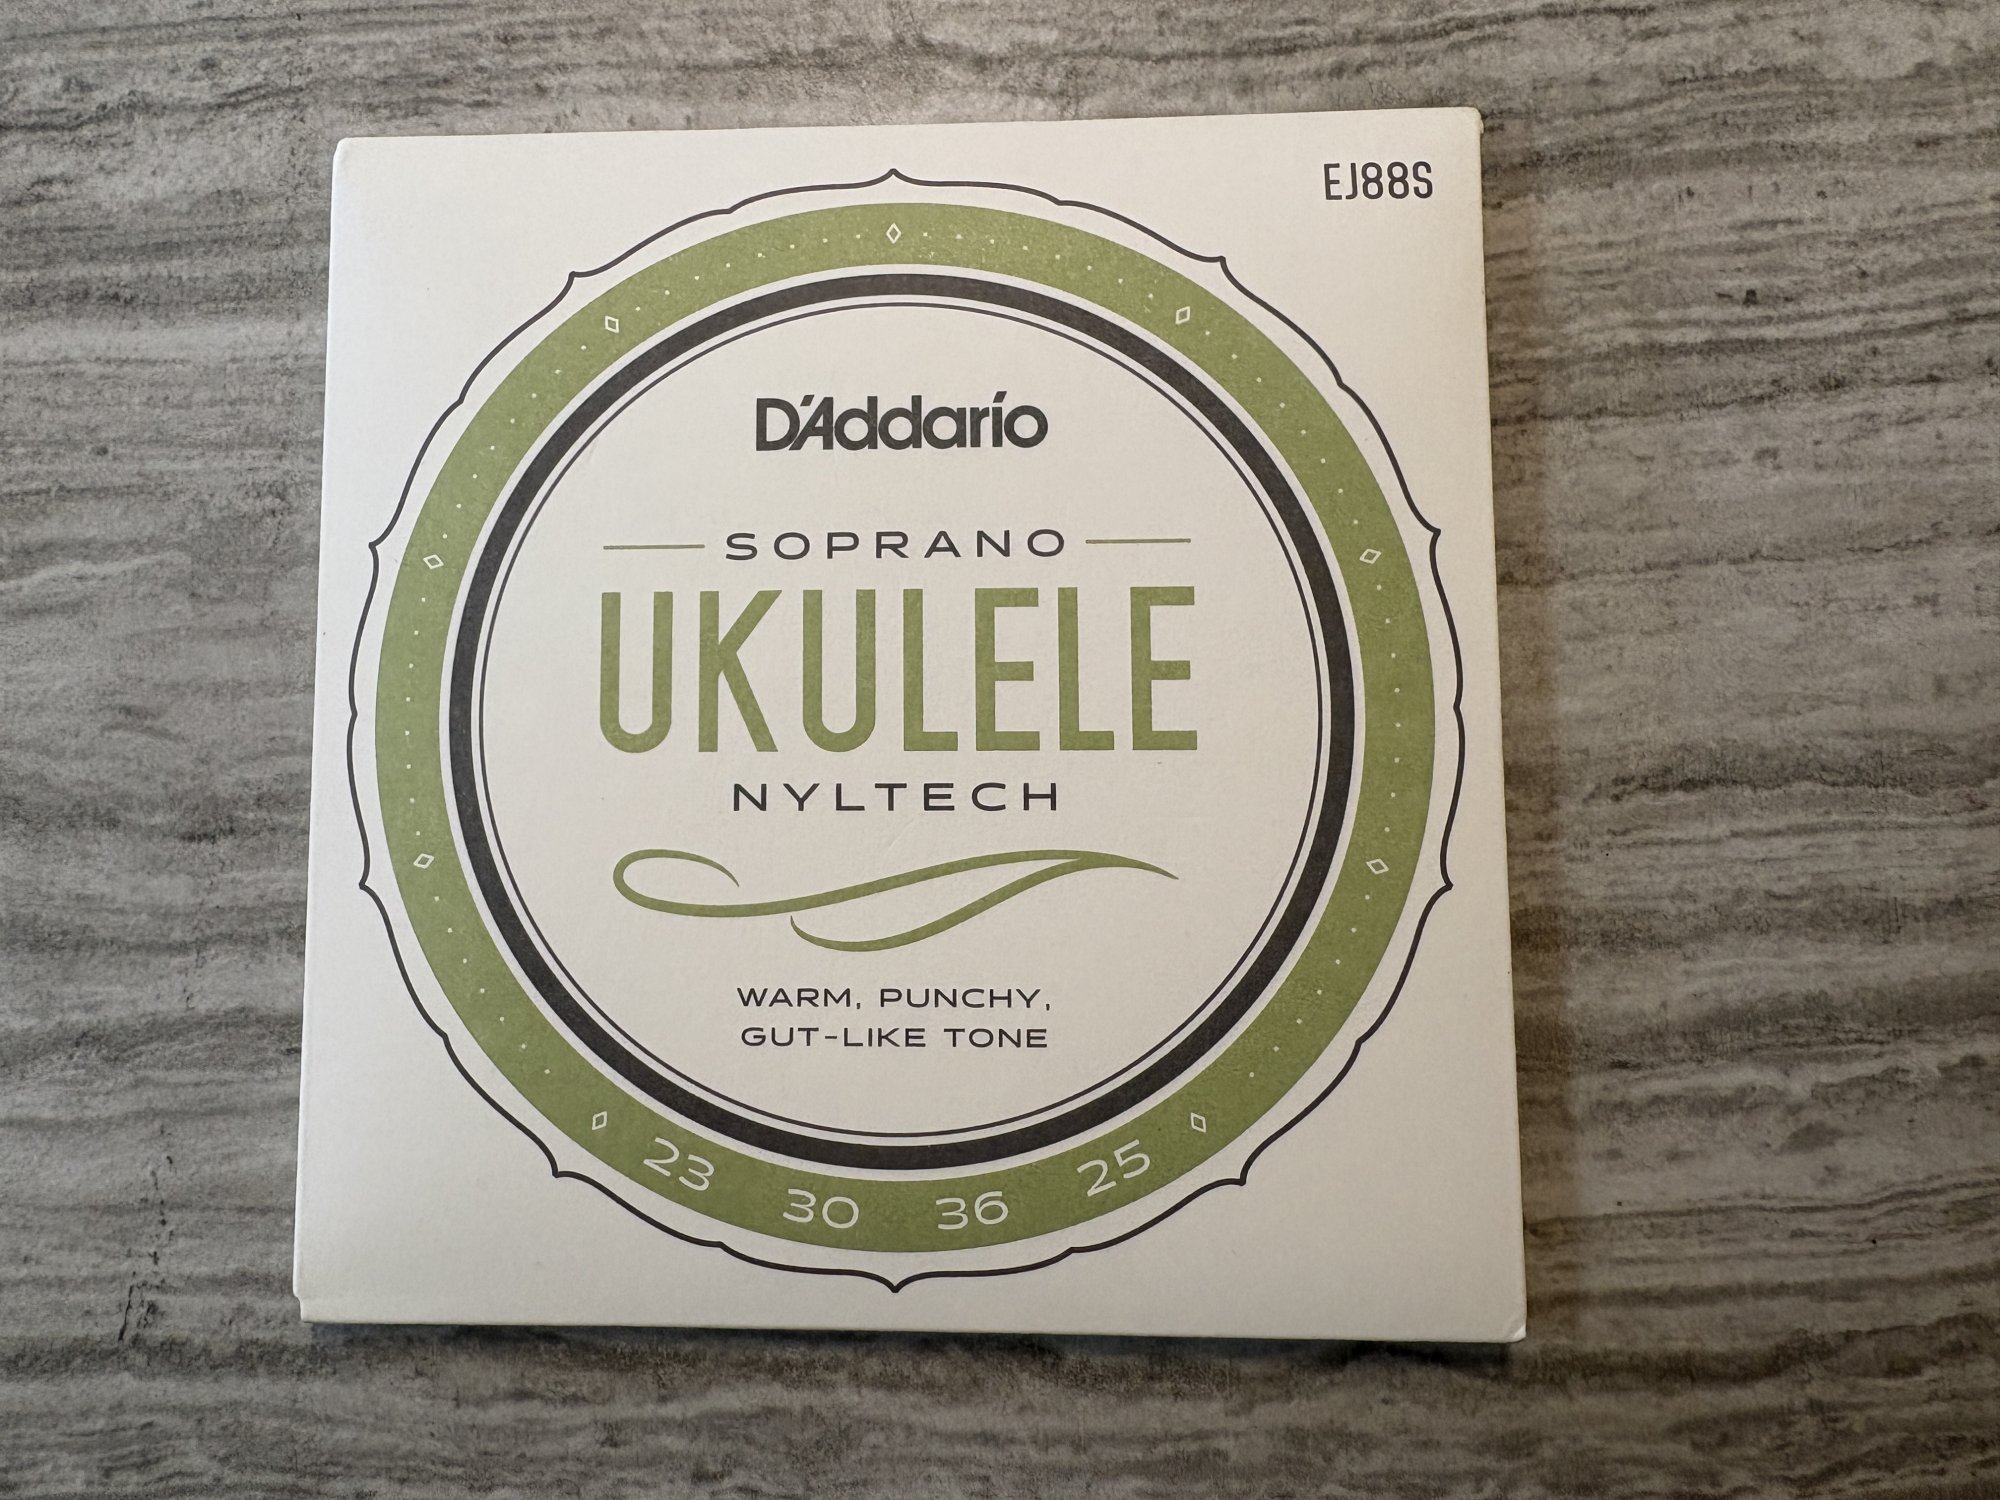 EJ88S
D'Addario
SOPRANO
UKULELE
NYLTECH
WARM, PUNCHY,
GUT-LIKE TONE
23 30 36 25